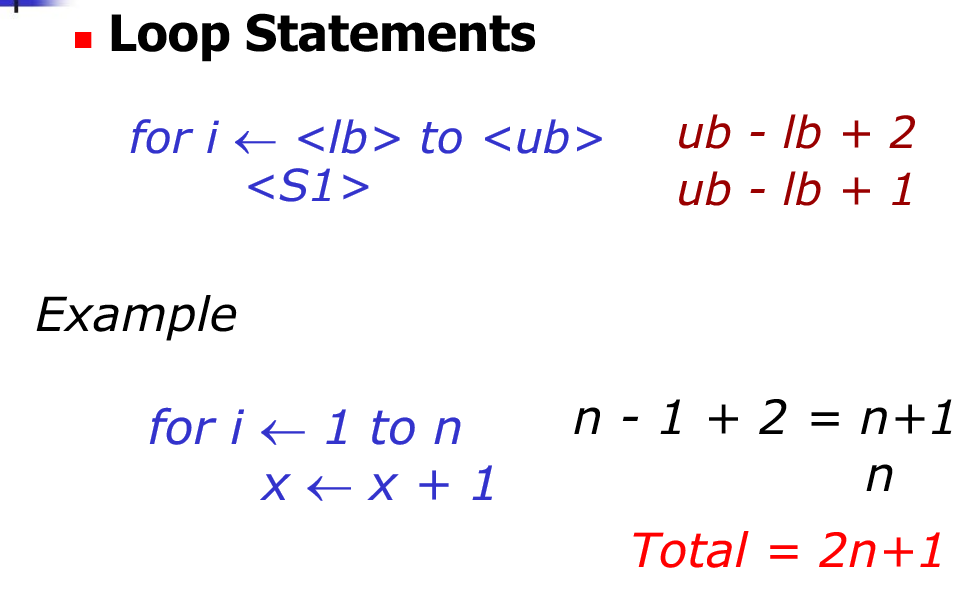 Loop Statements
for i ← <lb> to <ub> ub - lb + 2
<S1> ub - lb + 1
Example
for i ← 1 to n n - 1 + 2 = n+1
x ← x + 1 n
Total = 2n+1